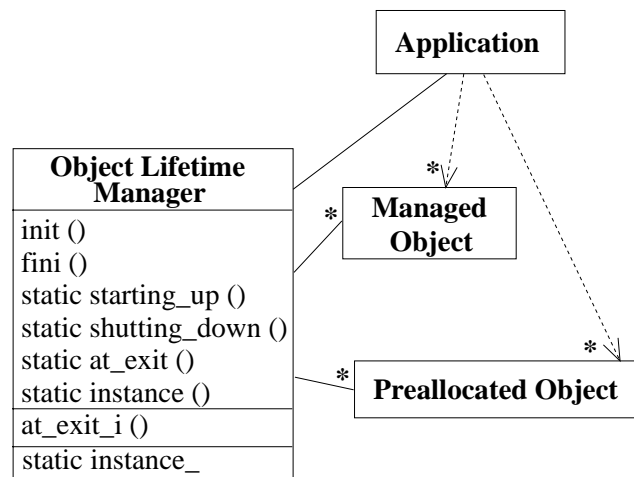 Application
Object Lifetime
Manager
init ()
fini ()
static starting_up ()
static shutting_down ()
static at_exit ()
static instance ()
at_exit_i ()
static instance_
*
Managed
Object
*
*
Preallocated Object
*